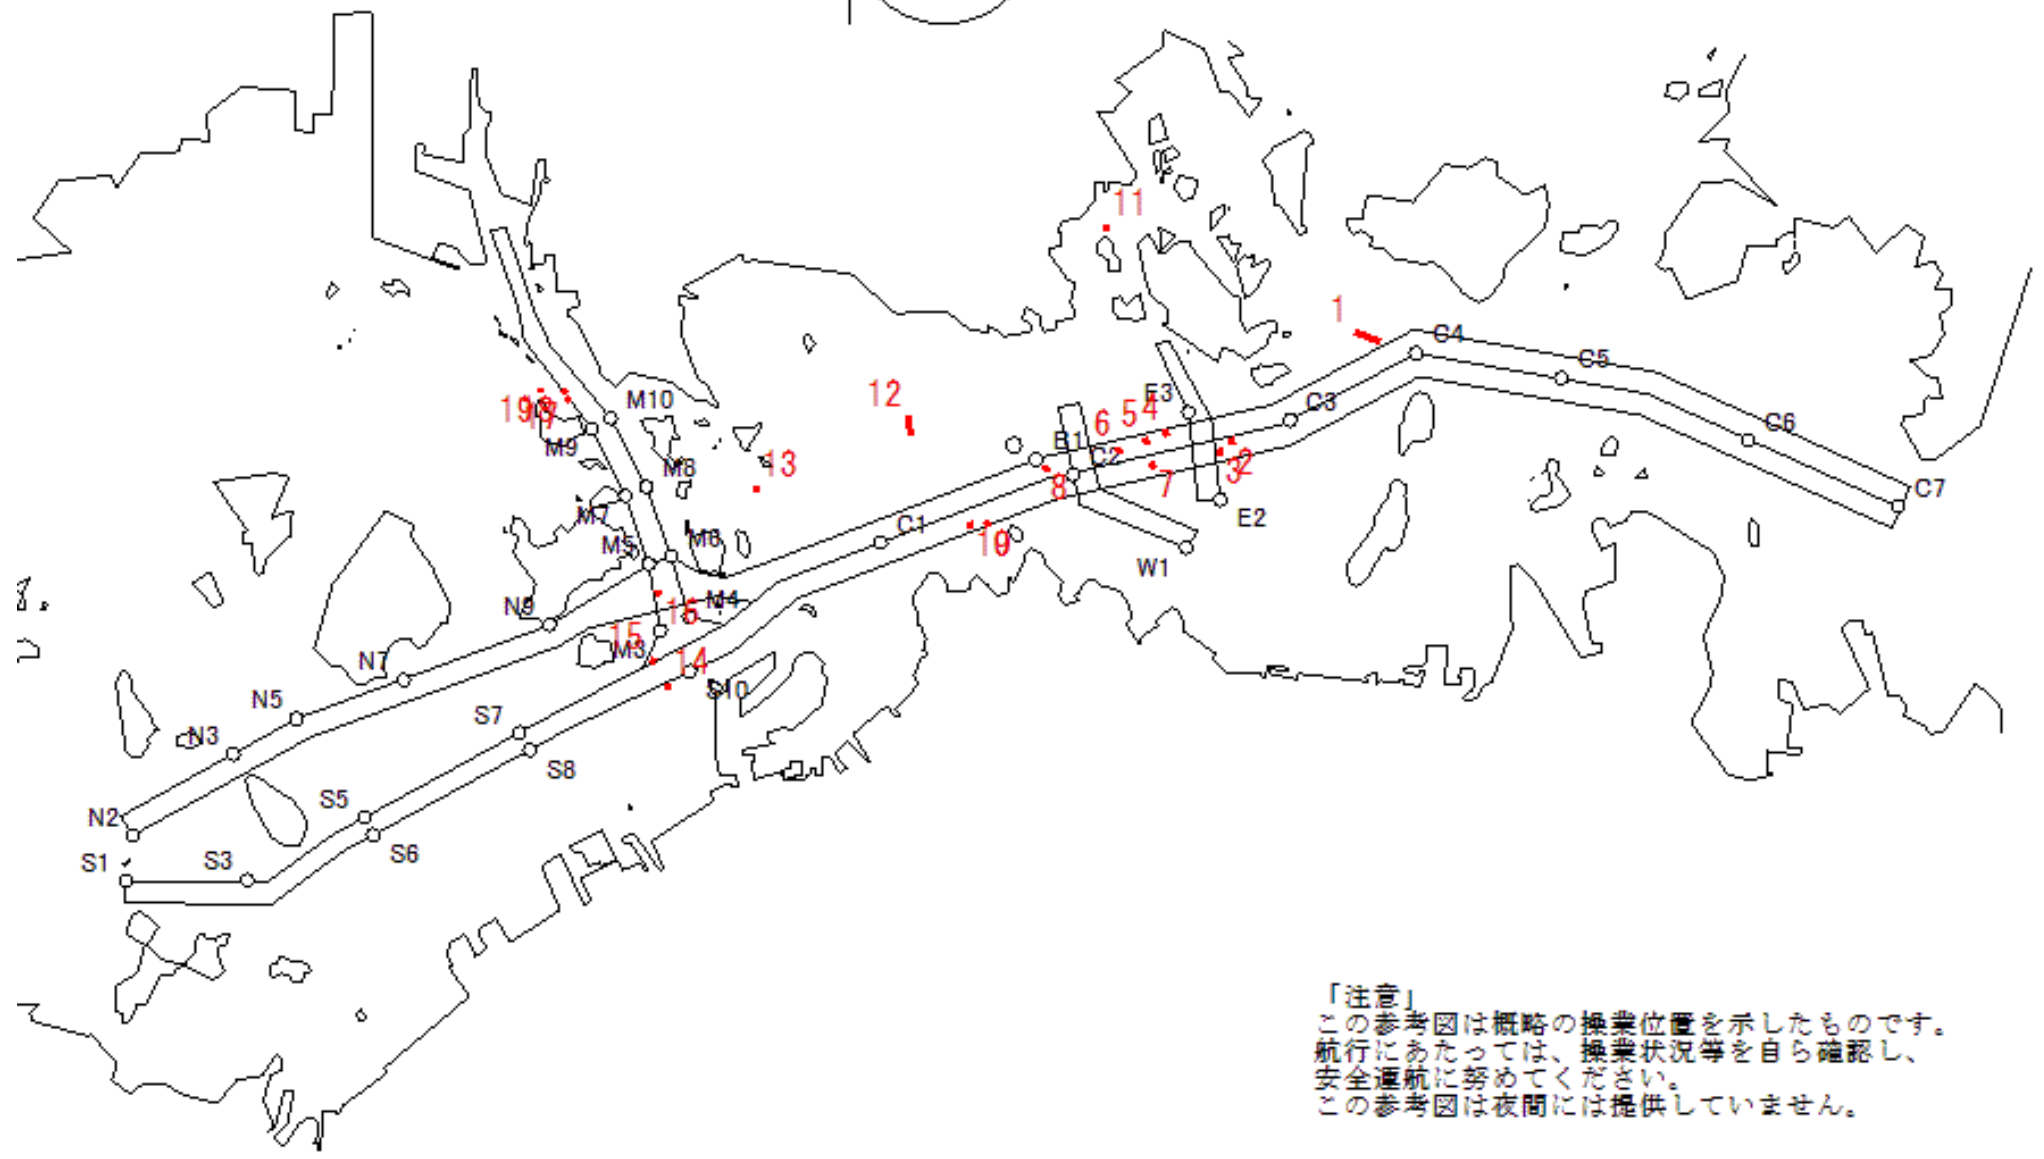 11
1
C4
C5
12
19
17
M10
E3
6
5
4
C3
C6
M9
B1
C2
M8
13
8
7
3
2
C7
M7
E2
M5
M6
C1
10
W1
N9
16
M4
15
M3
14
N7
S10
N5
S7
N3
S8
S5
N2
S6
S1
S3
「注意」
この参考図は概略の操業位置を示したものです。
航行にあたっては、操業状況等を自ら確認し、
安全運航に努めてください。
この参考図は夜間には提供していません。